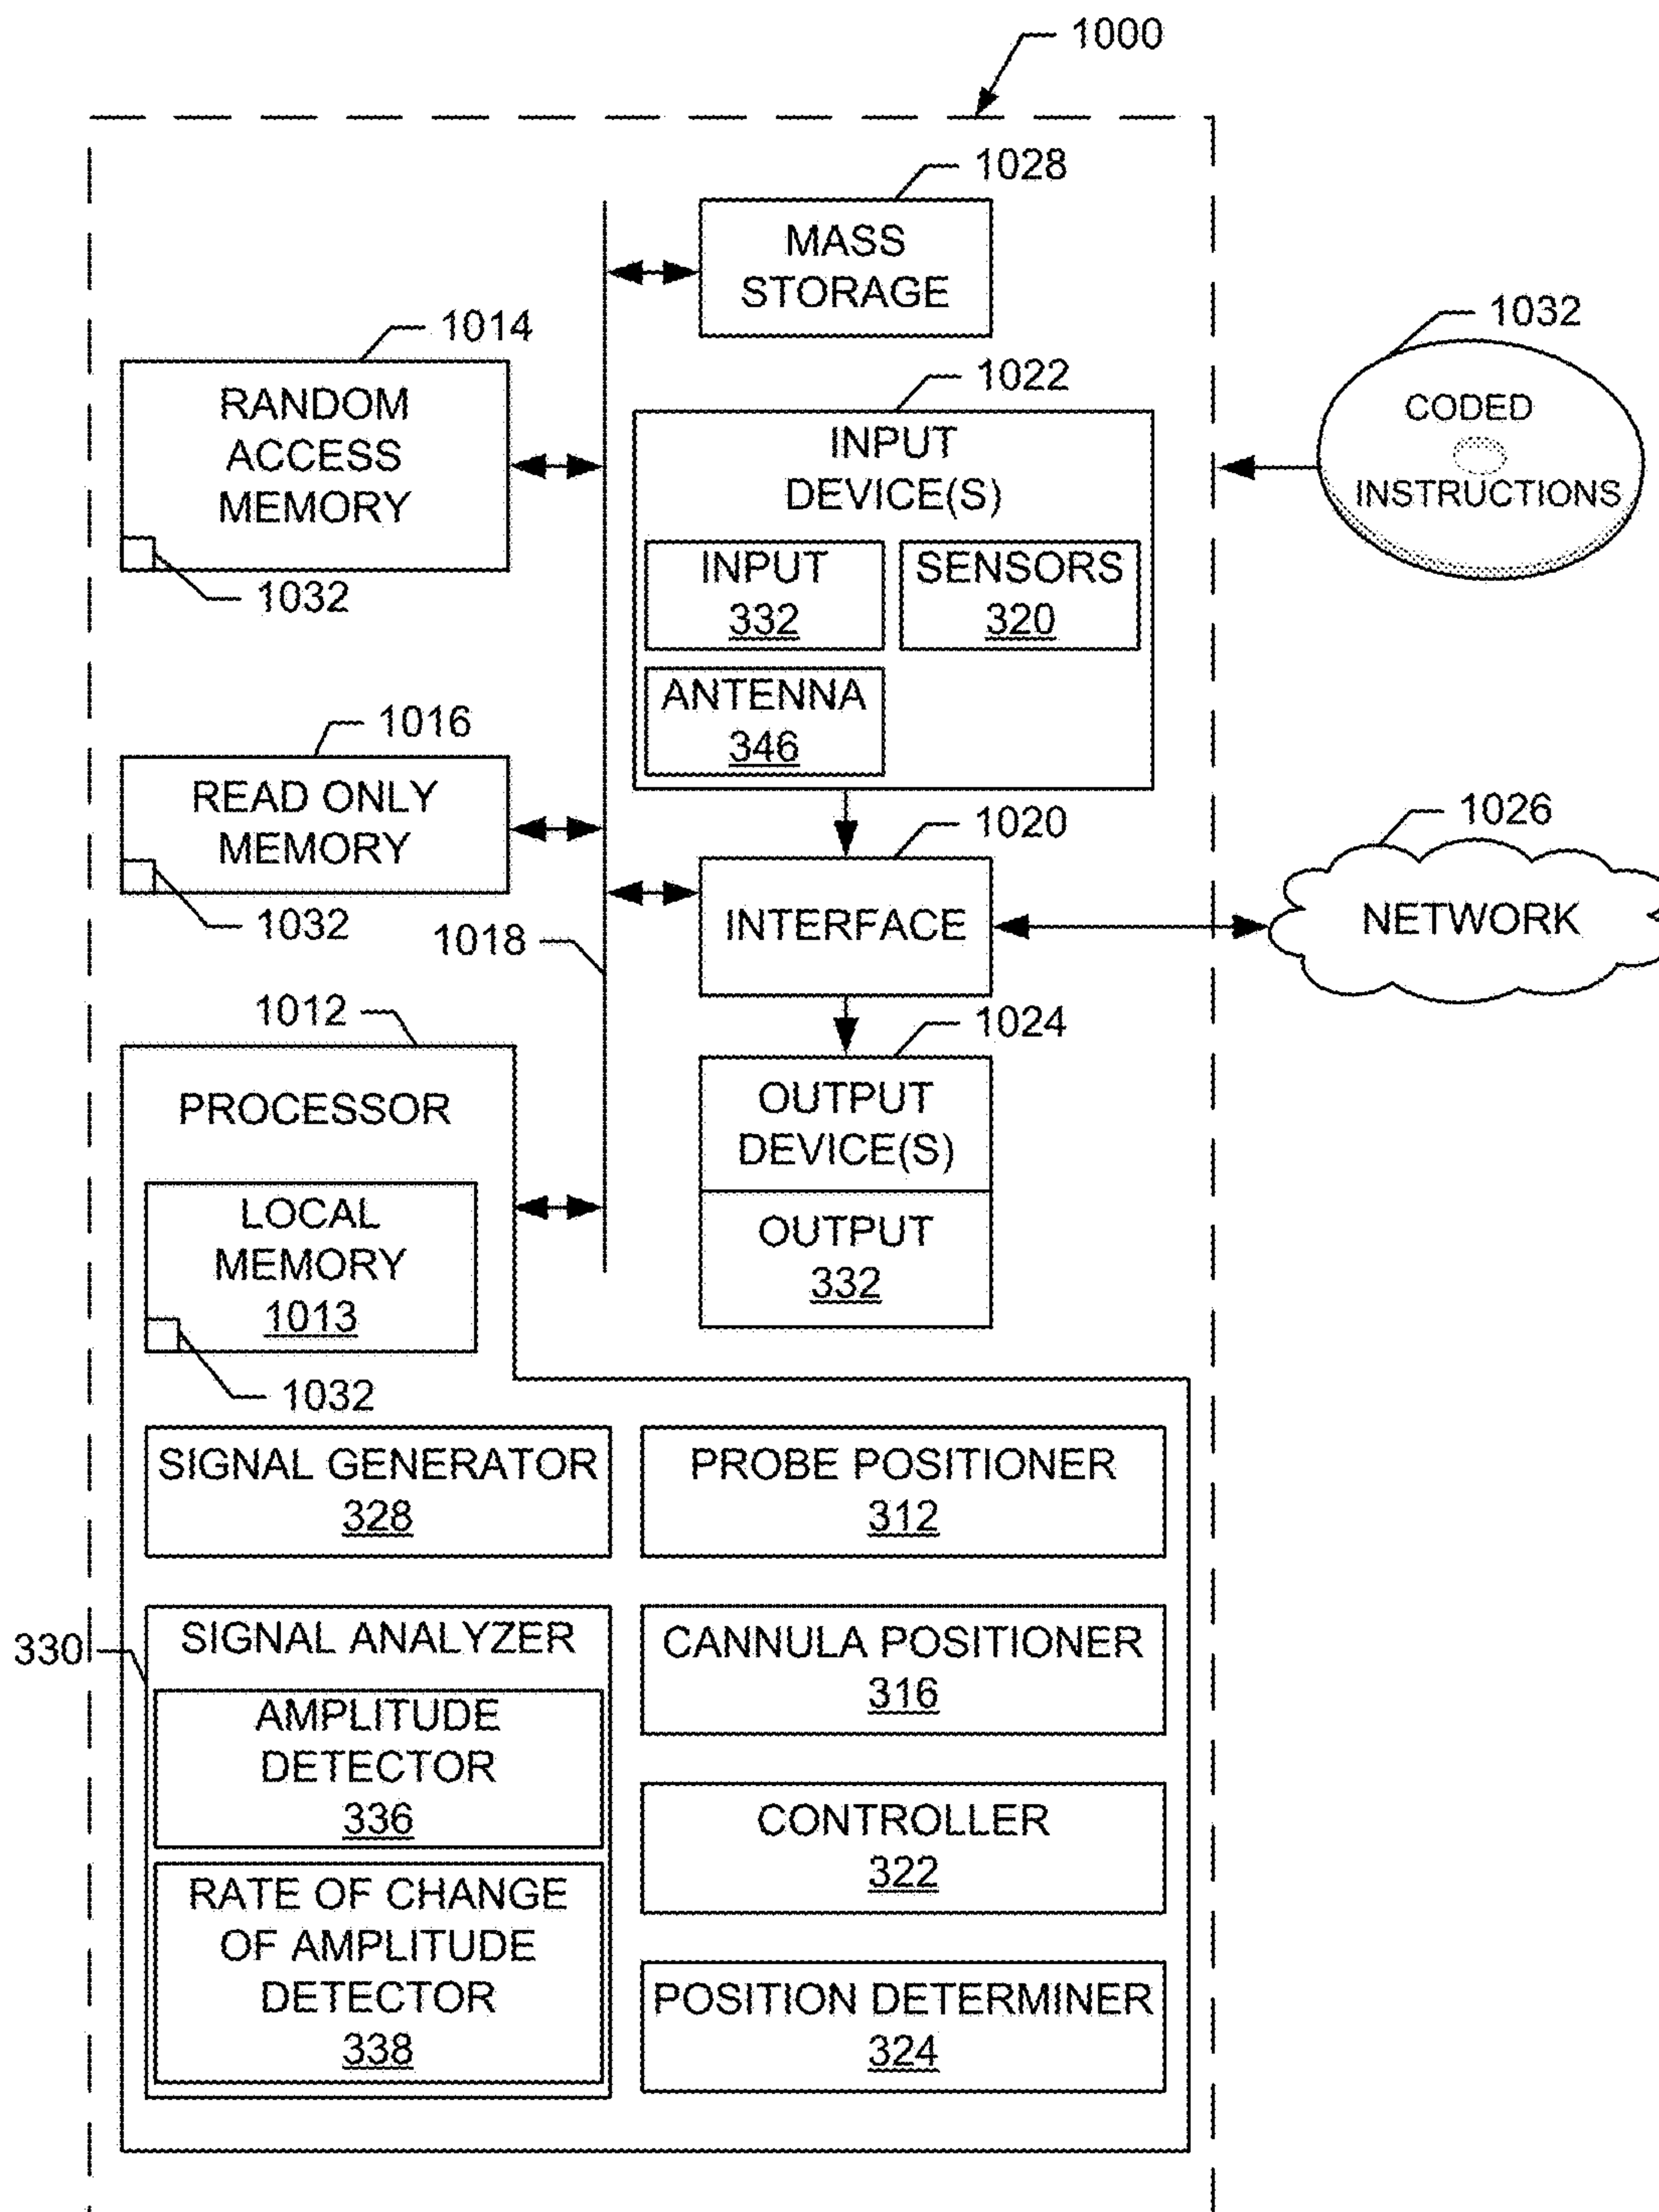 1000
1028
MASS
STORAGE
1014
RANDOM
ACCESS
MEMORY
1032
1022
INPUT
DEVICE(S)
INPUT
332
SENSORS
320
ANTENNA
346
1032
CODED
INSTRUCTIONS
1016
READ ONLY
MEMORY
1032
1018
1020
INTERFACE
1026
NETWORK
1012
PROCESSOR
LOCAL
MEMORY
1013
1032
1024
OUTPUT
DEVICE(S)
OUTPUT
332
SIGNAL GENERATOR
328
PROBE POSITIONER
312
330
SIGNAL ANALYZER
AMPLITUDE
DETECTOR
336
RATE OF CHANGE
OF AMPLITUDE
DETECTOR
338
CANNULA POSITIONER
316
CONTROLLER
322
POSITION DETERMINER
324